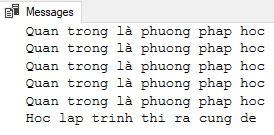 Messages
Quan trong là phuong phap hoc
Quan trong là phuong phap hoc
Quan trong là phuong phap hoc
Quan trong là phuong phap hoc
Quan trong là phuong phap hoc
Hoc lap trinh thi ra cung de